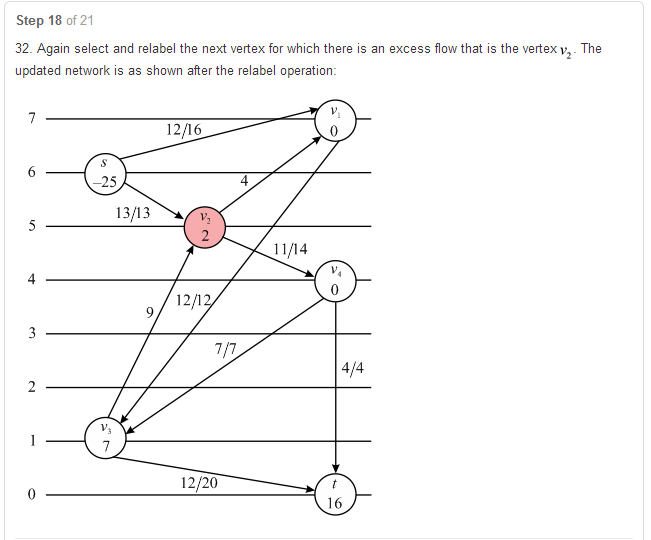 Step 18 of 21
32. Again select and relabel the next vertex for which there is an excess flow that is the vertex v₂. The
updated network is as shown after the relabel operation:
7
v₁
0
12/16
6
s
–25
4
13/13
5
v₂
2
11/14
4
v₄
0
12/12
9
3
7/7
4/4
2
v₃
7
1
12/20
0
t
16